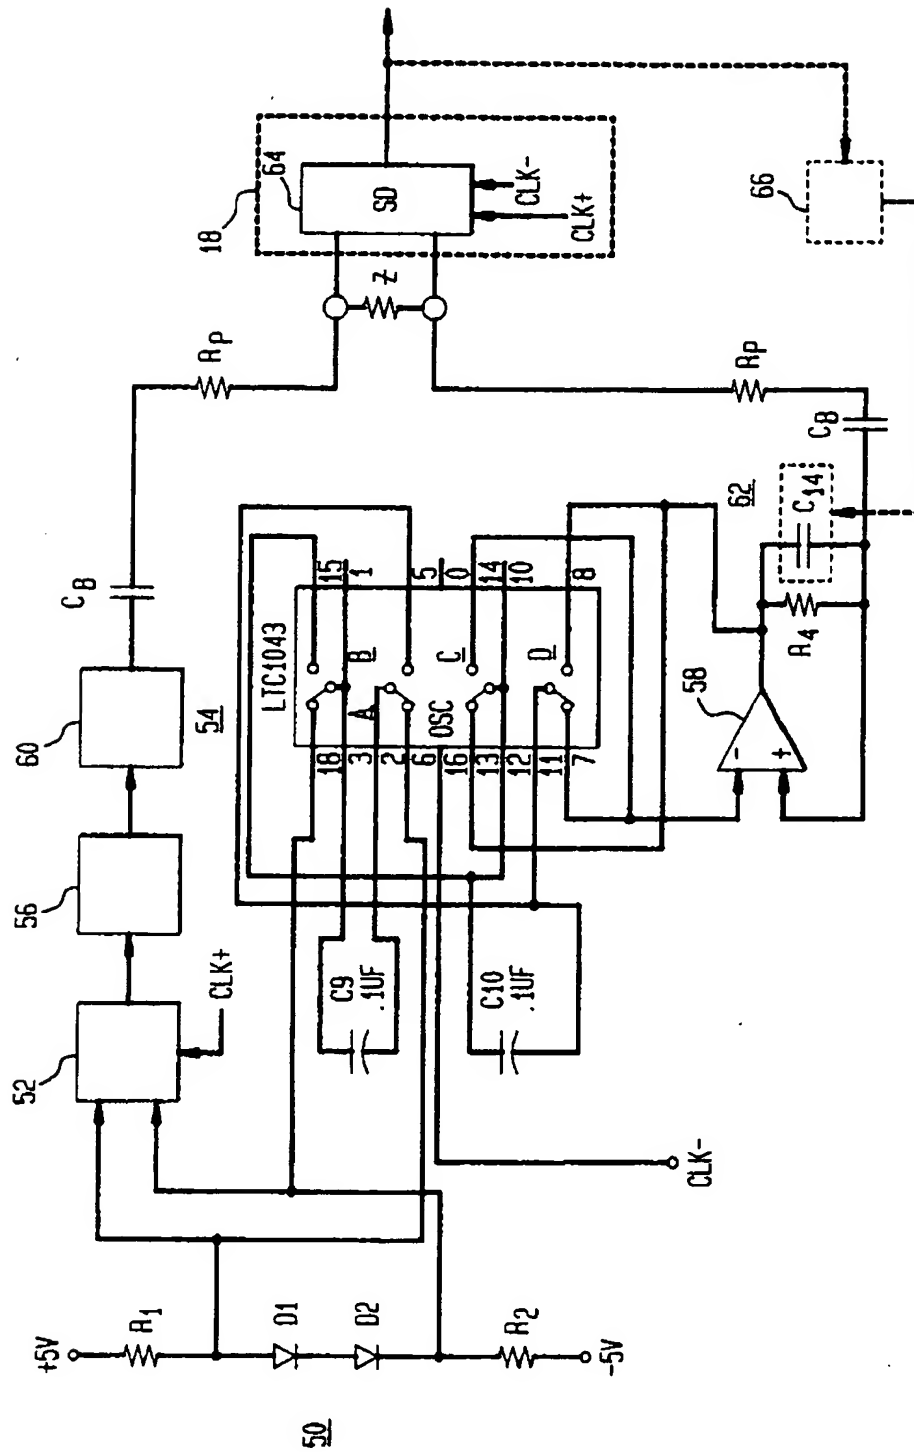 18
64
SD
CLK-
CLK+
Z
66
RP
RP
CB
CB
62
C14
R4
58
60
54
56
52
CLK+
LTC1043
B
A
OSC
C
D
15
1
5
0
14
10
8
18
3
2
6
16
13
12
11
7
C9
.1UF
C10
.1UF
CLK-
+5V
R1
D1
D2
R2
-5V
50